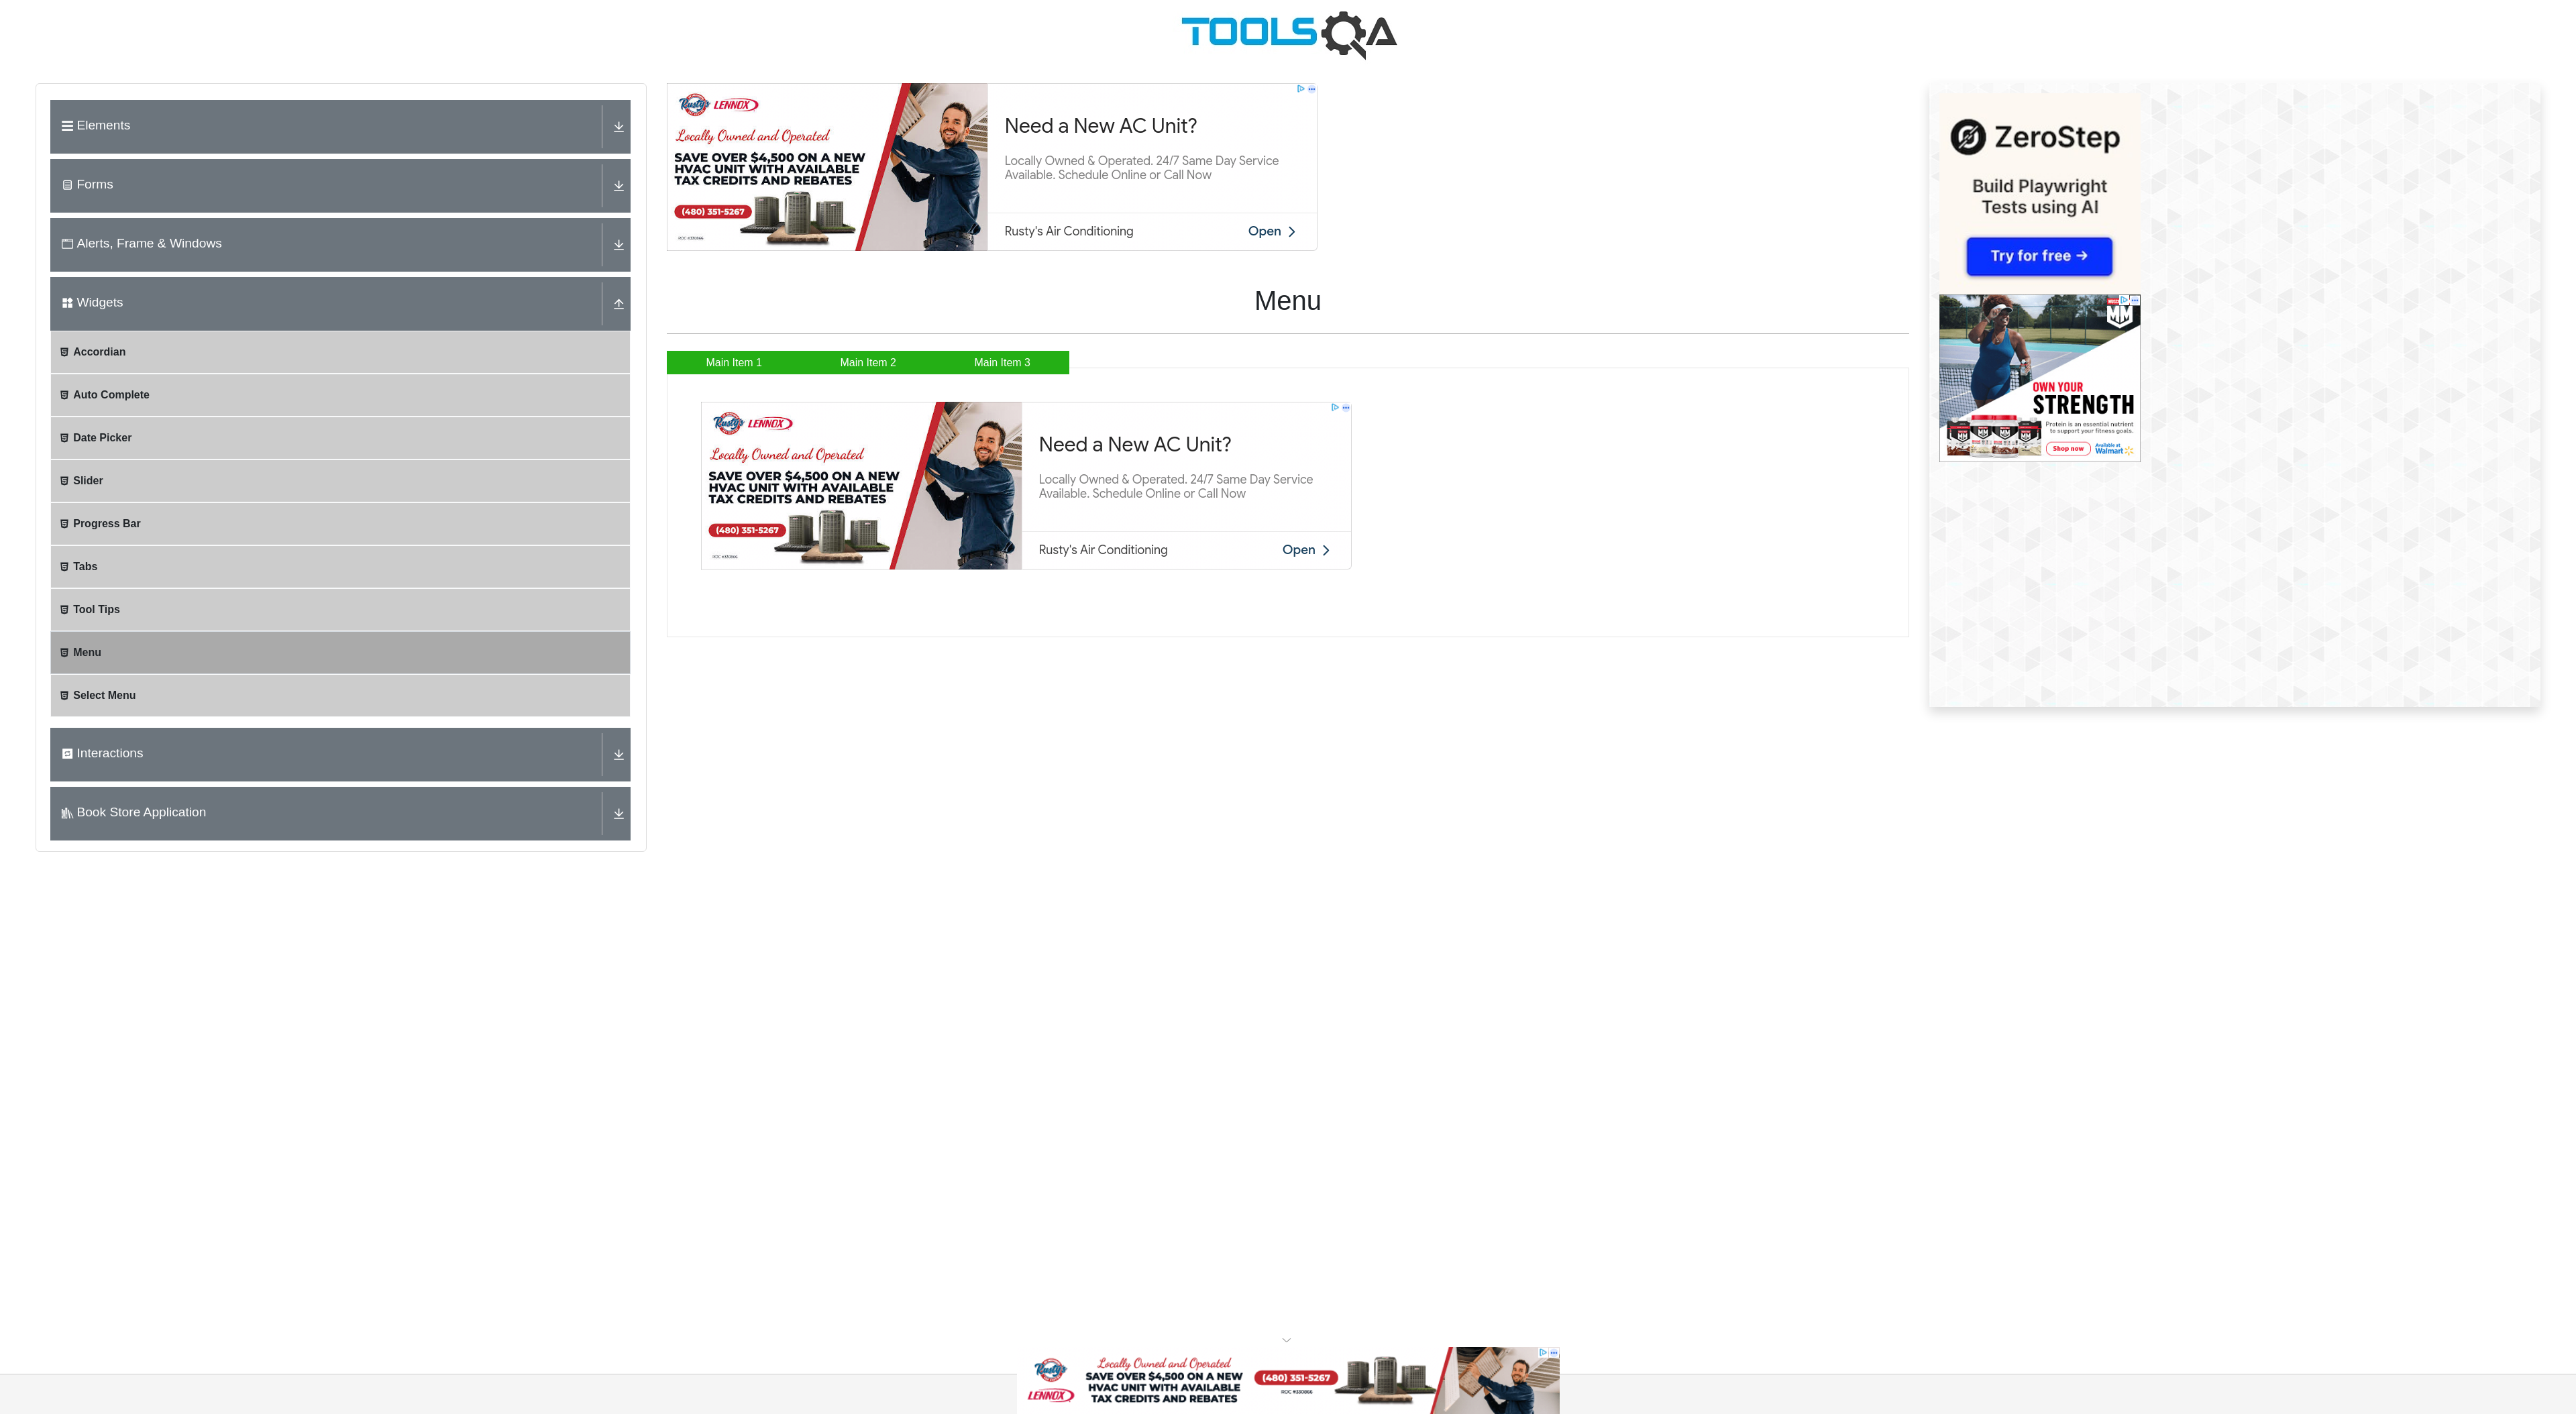 TOOLSQA
Elements
Forms
Alerts, Frame & Windows
Widgets
Accordian
Auto Complete
Date Picker
Slider
Progress Bar
Tabs
Tool Tips
Menu
Select Menu
Interactions
Book Store Application
Rusty's LENNOX
Locally Owned and Operated
SAVE OVER $4,500 ON A NEW
HVAC UNIT WITH AVAILABLE
TAX CREDITS AND REBATES
(480) 351-5267
ROC #330866
Need a New AC Unit?
Locally Owned & Operated. 24/7 Same Day Service
Available. Schedule Online or Call Now
Rusty's Air Conditioning
Open
Menu
Main Item 1 Main Item 2 Main Item 3
Rusty's LENNOX
Locally Owned and Operated
SAVE OVER $4,500 ON A NEW
HVAC UNIT WITH AVAILABLE
TAX CREDITS AND REBATES
(480) 351-5267
ROC #330866
Need a New AC Unit?
Locally Owned & Operated. 24/7 Same Day Service
Available. Schedule Online or Call Now
Rusty's Air Conditioning
Open
ZeroStep
Build Playwright
Tests using AI
Try for free →
MM
OWN YOUR
STRENGTH
Protein is an essential nutrient
to support your fitness goals.
Shop now
Available at
Walmart
Rusty's
LENNOX
Locally Owned and Operated
SAVE OVER $4,500 ON A NEW
HVAC UNIT WITH AVAILABLE
TAX CREDITS AND REBATES
(480) 351-5267
ROC #330866